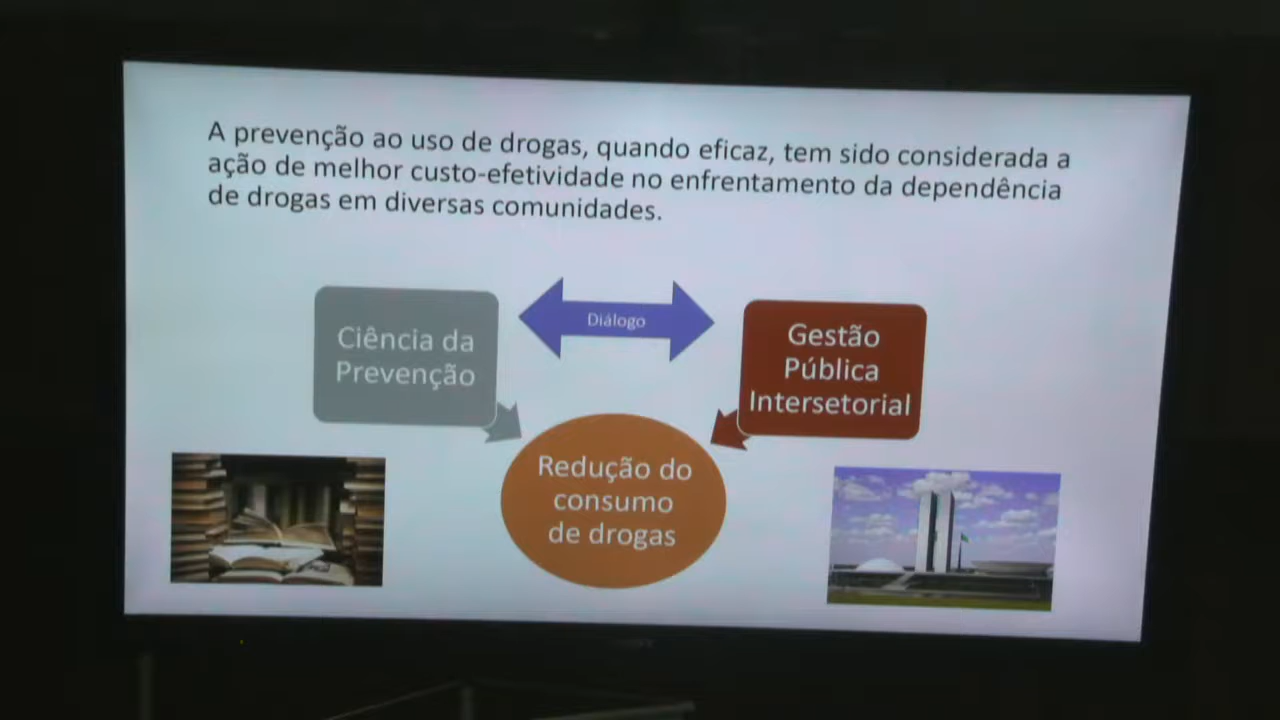 A prevenção ao uso de drogas, quando eficaz, tem sido considerada a
ação de melhor custo-efetividade no enfrentamento da dependência
de drogas em diversas comunidades.
Diálogo
Ciência da
Prevenção
Gestão
Pública
Intersetorial
Redução do
consumo
de drogas